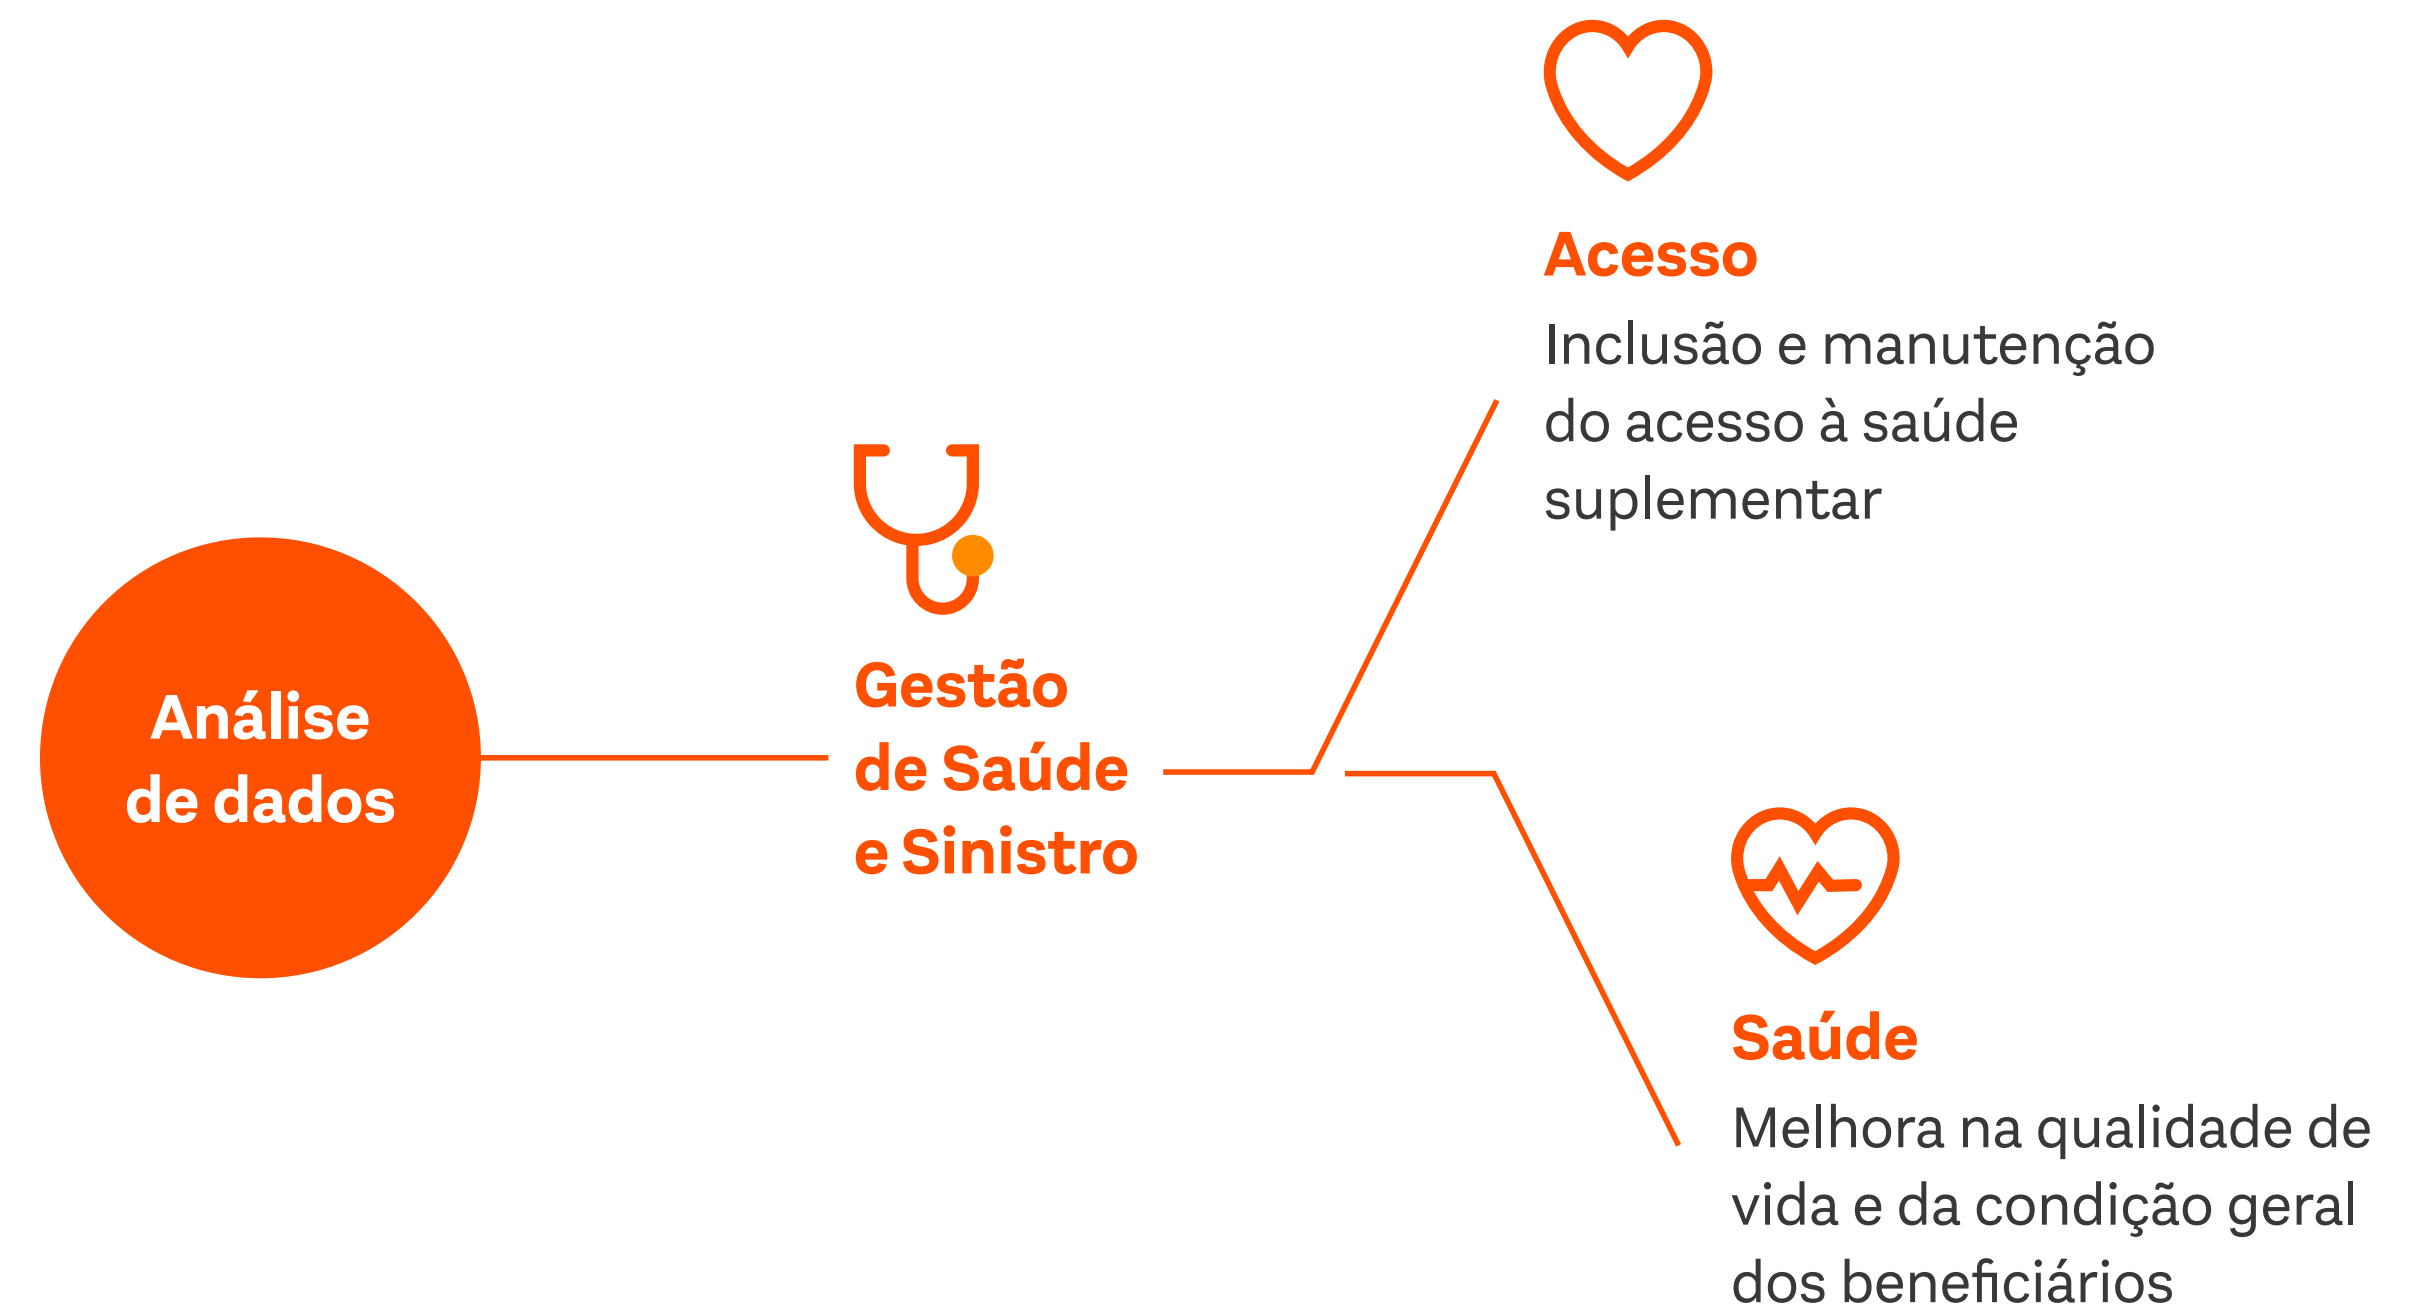 Análise
de dados
Gestão
de Saúde
e Sinistro
Acesso
Inclusão e manutenção
do acesso à saúde
suplementar
Saúde
Melhora na qualidade de
vida e da condição geral
dos beneficiários